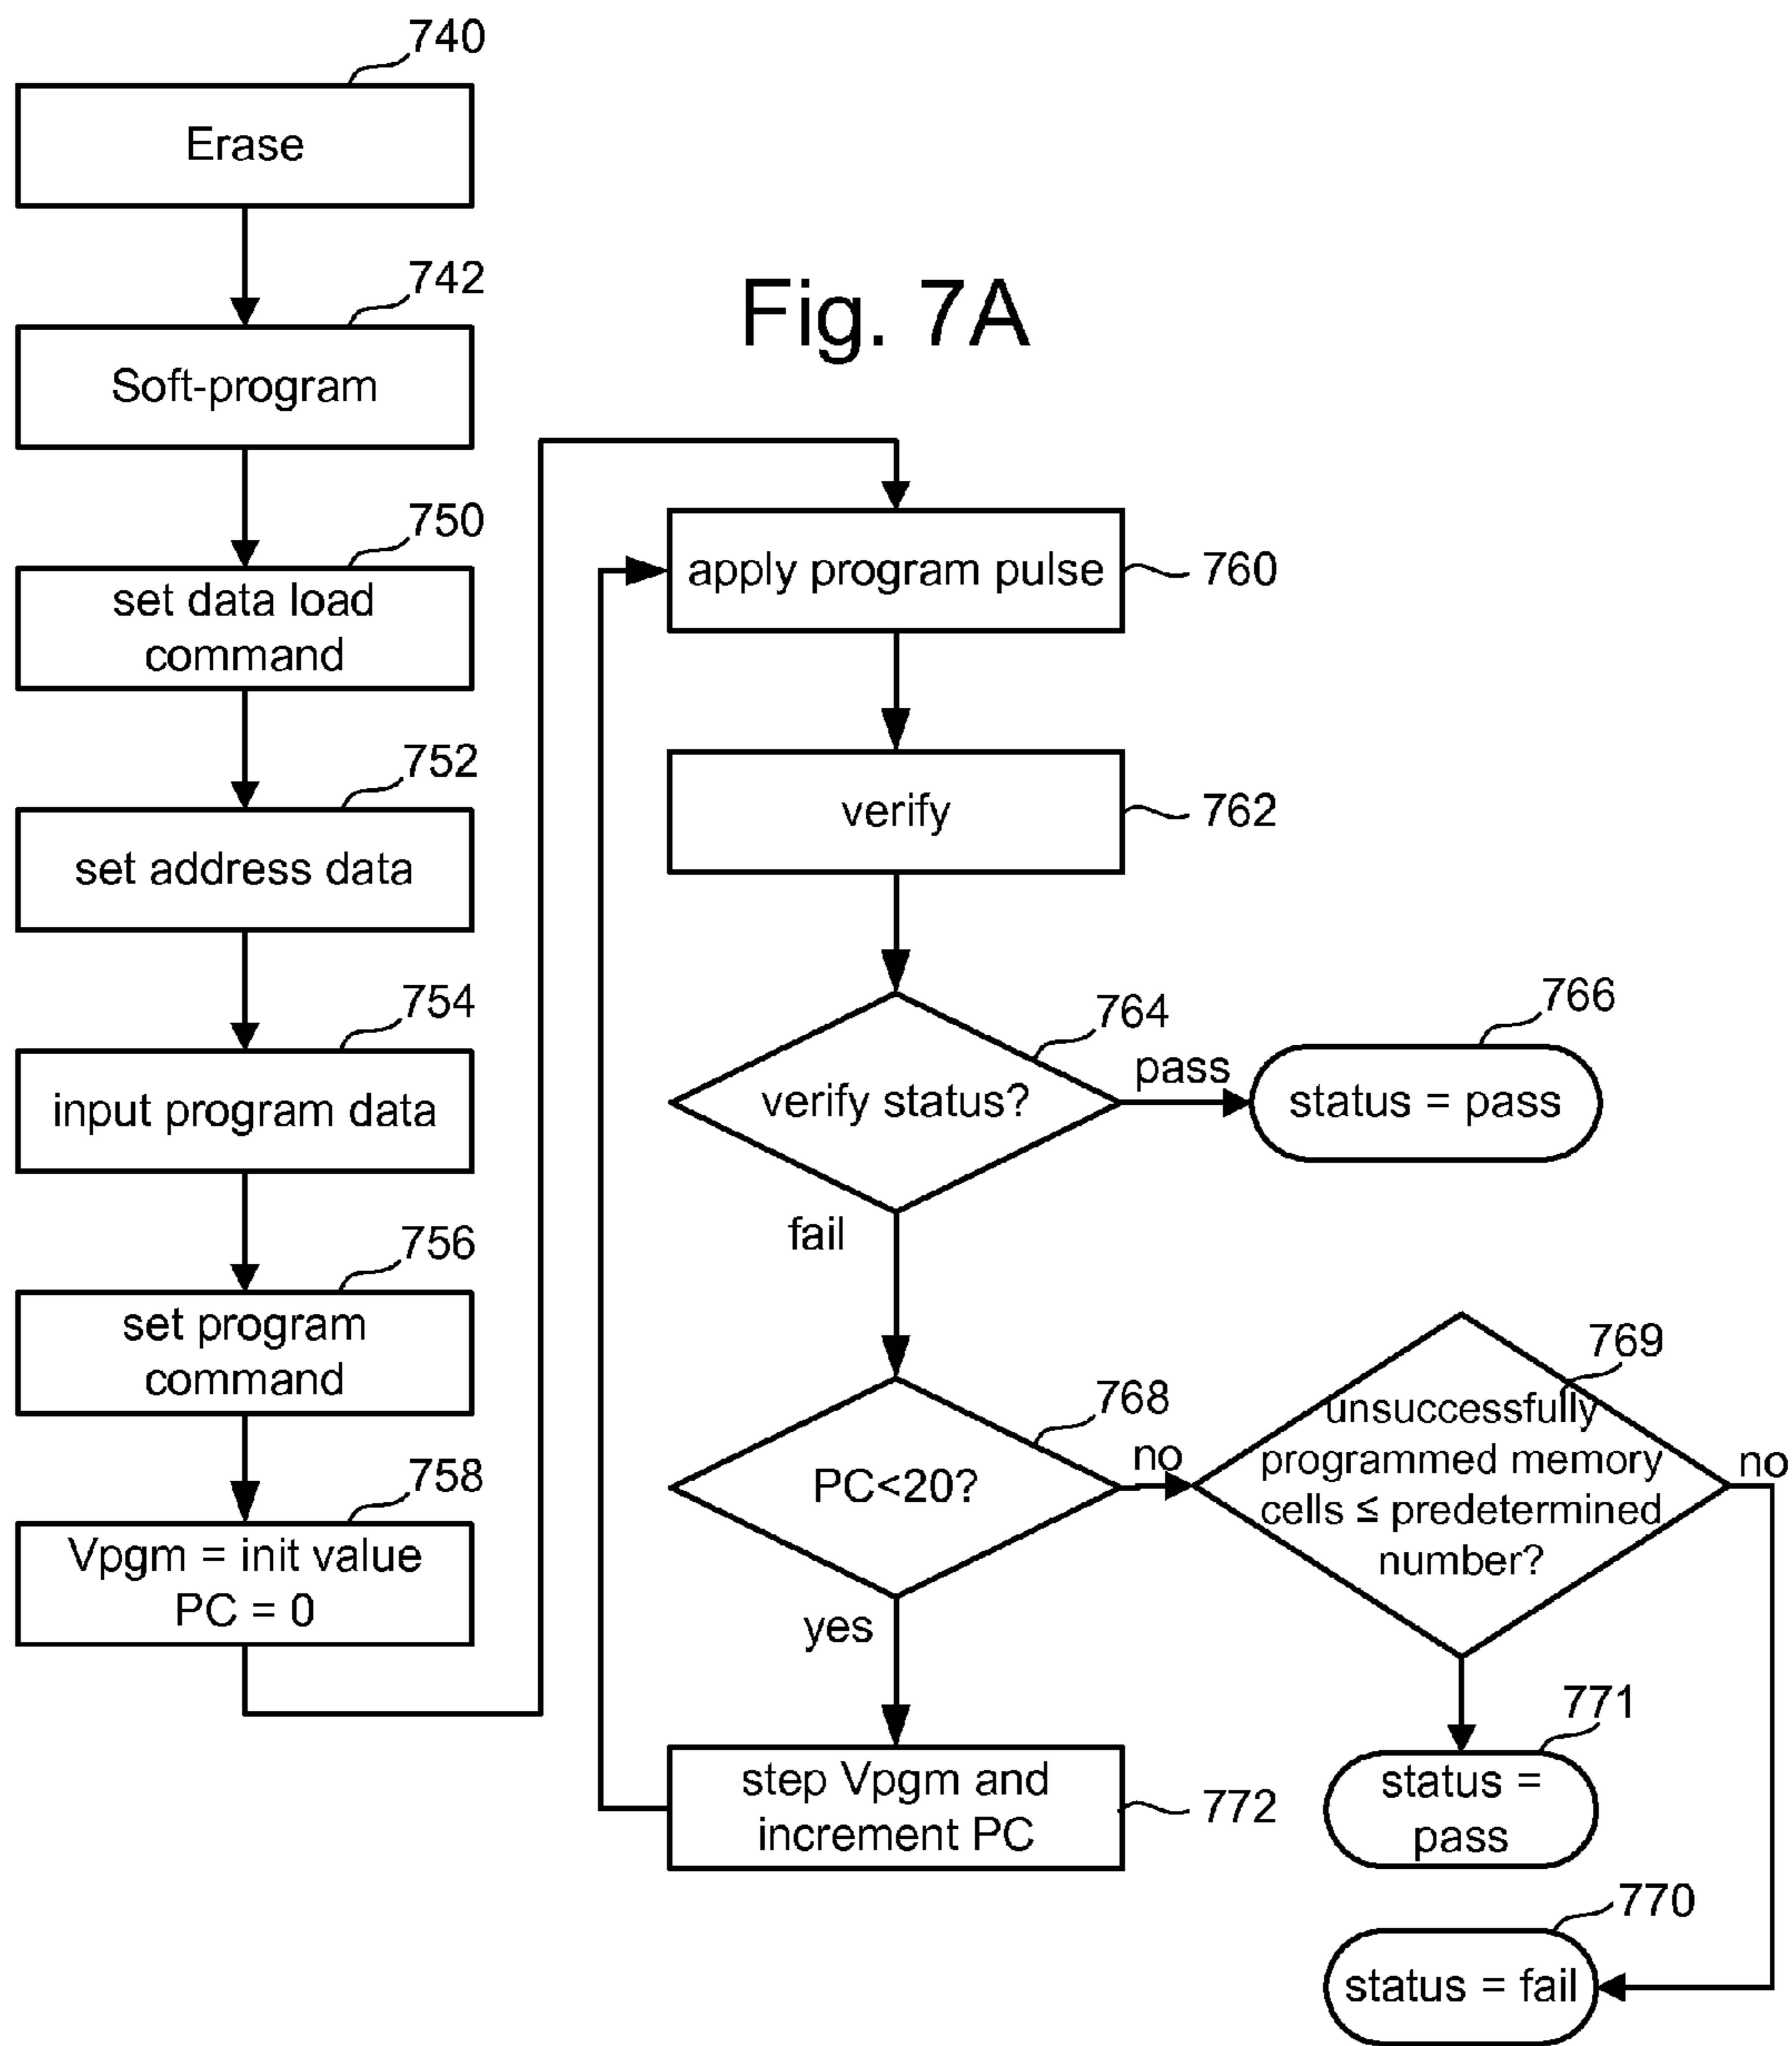 740
Erase
742
Soft-program
Fig. 7A
750
set data load
command
752
set address data
754
input program data
756
set program
command
758
Vpgm = init value
PC = 0
apply program pulse
760
verify
762
764
verify status?
pass
766
status = pass
fail
768
PC<20?
no
769
unsuccessfully
programmed memory
cells ≤ predetermined
number?
no
yes
771
status =
pass
step Vpgm and
increment PC
772
770
status = fail